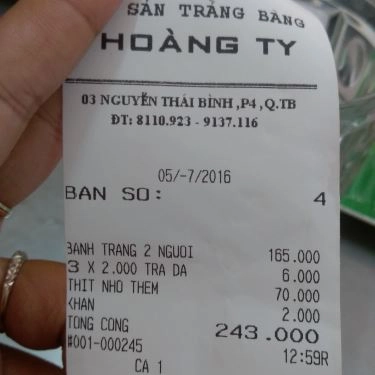 SẢN TRẢNG BÀNG
HOÀNG TY
03 NGUYỄN THÁI BÌNH ,P4 ,Q.TB
ĐT: 8110.923 - 9137.116
05/-7/2016
BAN SO: 4
BANH TRANG 2 NGUOI 165.000
3 X 2.000 TRA DA 6.000
THIT NHO THEM 70.000
KHAN 2.000
TONG CONG 243.000
#001-000245 12:59R
CA 1